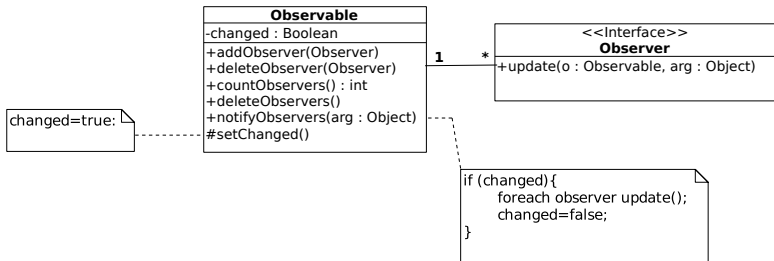 Observable
-changed : Boolean
+addObserver(Observer)
+deleteObserver(Observer)
+countObservers() : int
+deleteObservers()
+notifyObservers(arg : Object)
#setChanged()
1
*
<<Interface>>
Observer
+update(o : Observable, arg : Object)
changed=true:
if (changed){
foreach observer update();
changed=false;
}